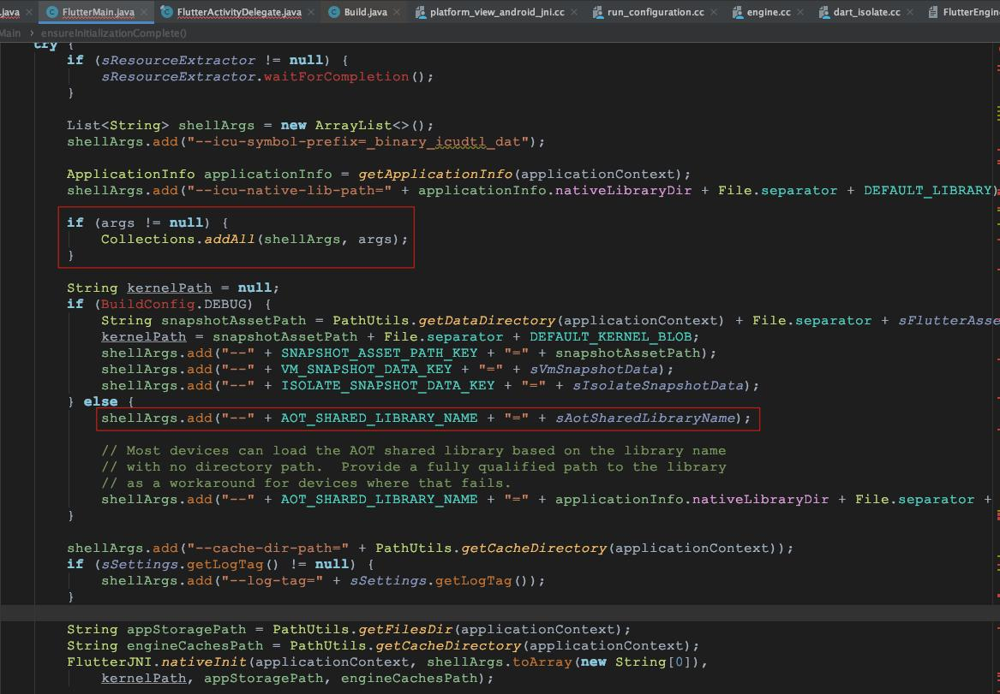 .java FlutterMain.java FlutterActivityDelegate.java Build.java platform_view_android_jni.cc run_configuration.cc engine.cc dart_isolate.cc FlutterEngin
Main › ensureInitializationComplete()
try {
if (sResourceExtractor != null) {
sResourceExtractor.waitForCompletion();
}
List<String> shellArgs = new ArrayList<>();
shellArgs.add("--icu-symbol-prefix=_binary_icudtl_dat");
ApplicationInfo applicationInfo = getApplicationInfo(applicationContext);
shellArgs.add("--icu-native-lib-path=" + applicationInfo.nativeLibraryDir + File.separator + DEFAULT_LIBRARY)
if (args != null) {
Collections.addAll(shellArgs, args);
}
String kernelPath = null;
if (BuildConfig.DEBUG) {
String snapshotAssetPath = PathUtils.getDataDirectory(applicationContext) + File.separator + sFlutterAsse
kernelPath = snapshotAssetPath + File.separator + DEFAULT_KERNEL_BLOB;
shellArgs.add("--" + SNAPSHOT_ASSET_PATH_KEY + "=" + snapshotAssetPath);
shellArgs.add("--" + VM_SNAPSHOT_DATA_KEY + "=" + sVmSnapshotData);
shellArgs.add("--" + ISOLATE_SNAPSHOT_DATA_KEY + "=" + sIsolateSnapshotData);
} else {
shellArgs.add("--" + AOT_SHARED_LIBRARY_NAME + "=" + sAotSharedLibraryName);
// Most devices can load the AOT shared library based on the library name
// with no directory path.  Provide a fully qualified path to the library
// as a workaround for devices where that fails.
shellArgs.add("--" + AOT_SHARED_LIBRARY_NAME + "=" + applicationInfo.nativeLibraryDir + File.separator +
}
shellArgs.add("--cache-dir-path=" + PathUtils.getCacheDirectory(applicationContext));
if (sSettings.getLogTag() != null) {
shellArgs.add("--log-tag=" + sSettings.getLogTag());
}
String appStoragePath = PathUtils.getFilesDir(applicationContext);
String engineCachesPath = PathUtils.getCacheDirectory(applicationContext);
FlutterJNI.nativeInit(applicationContext, shellArgs.toArray(new String[0]),
kernelPath, appStoragePath, engineCachesPath);